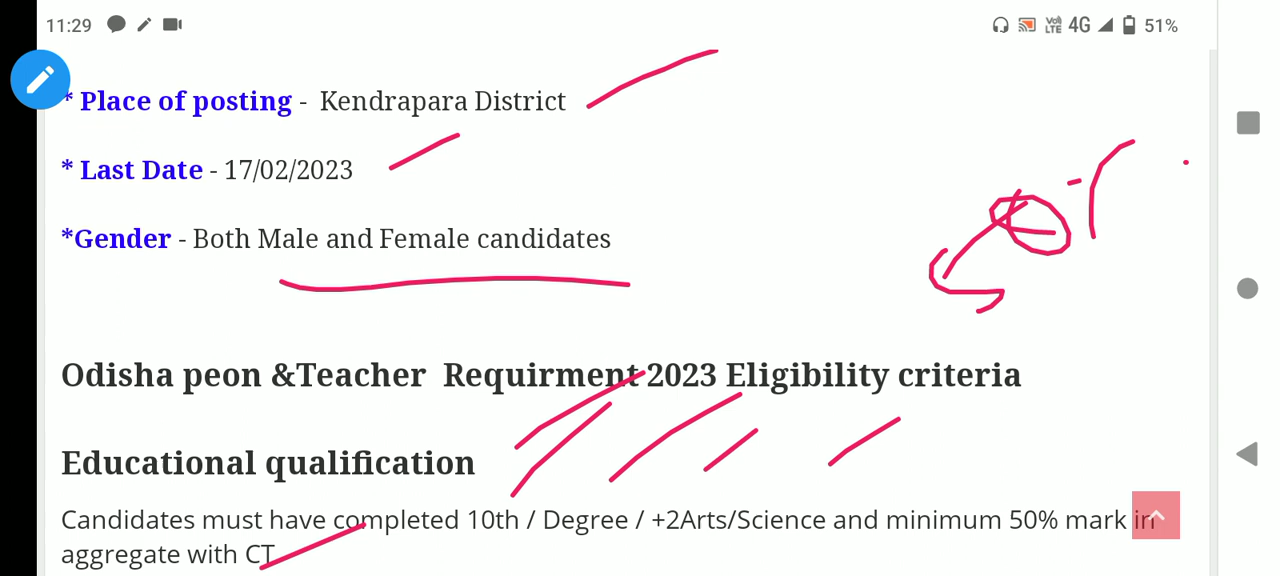 11:29 VoLTE 4G 51%
* Place of posting - Kendrapara District
* Last Date - 17/02/2023
*Gender - Both Male and Female candidates
Odisha peon &Teacher Requirment 2023 Eligibility criteria
Educational qualification
Candidates must have completed 10th / Degree / +2Arts/Science and minimum 50% mark in
aggregate with CT